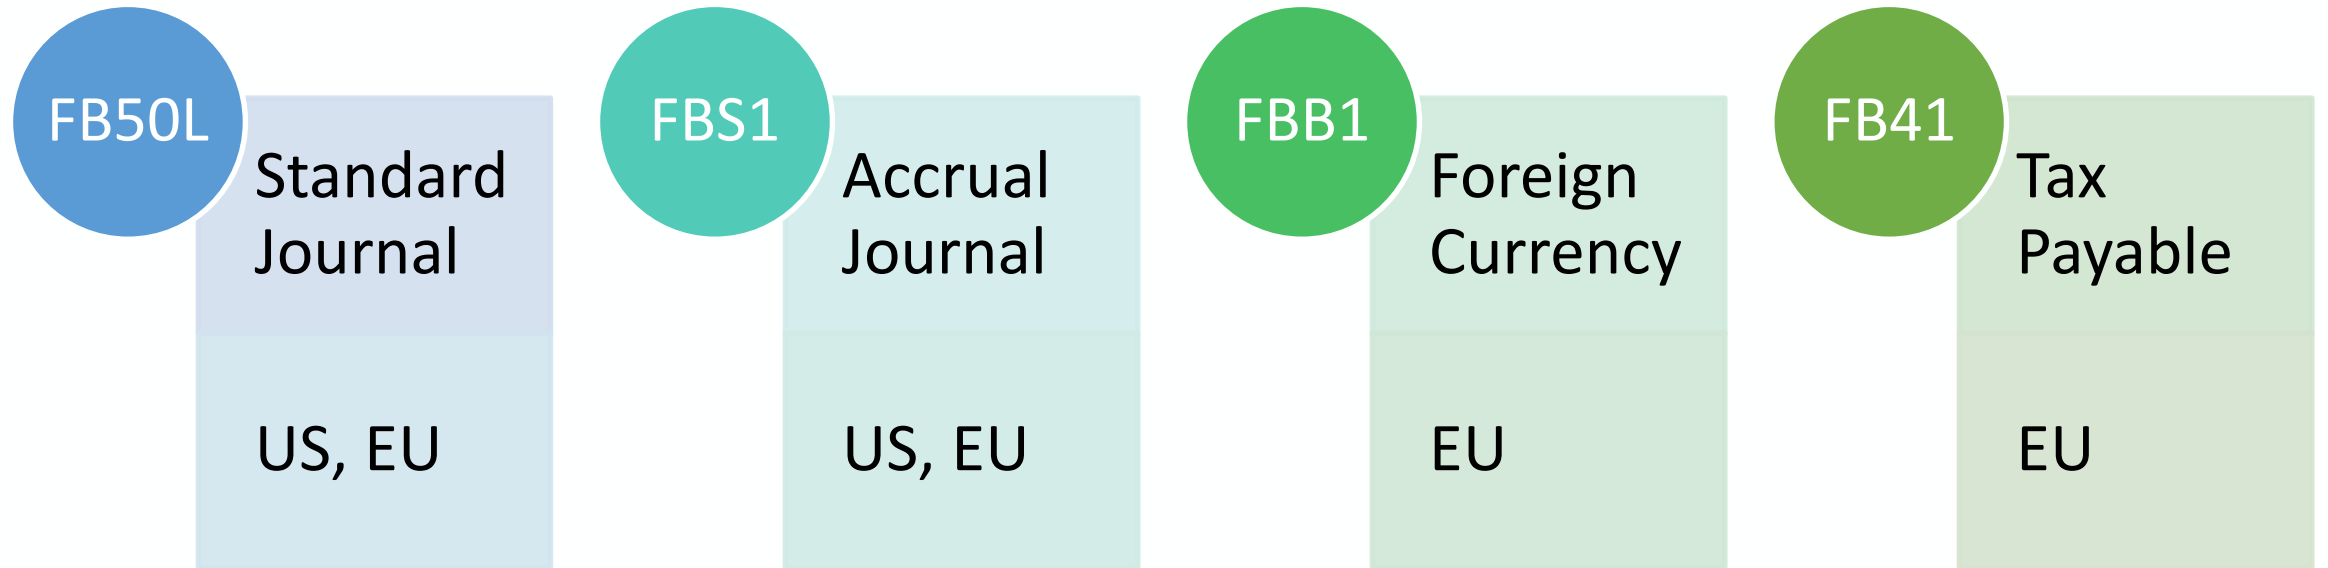 FB50L
Standard
Journal
US, EU
FBS1
Accrual
Journal
US, EU
FBB1
Foreign
Currency
EU
FB41
Tax
Payable
EU